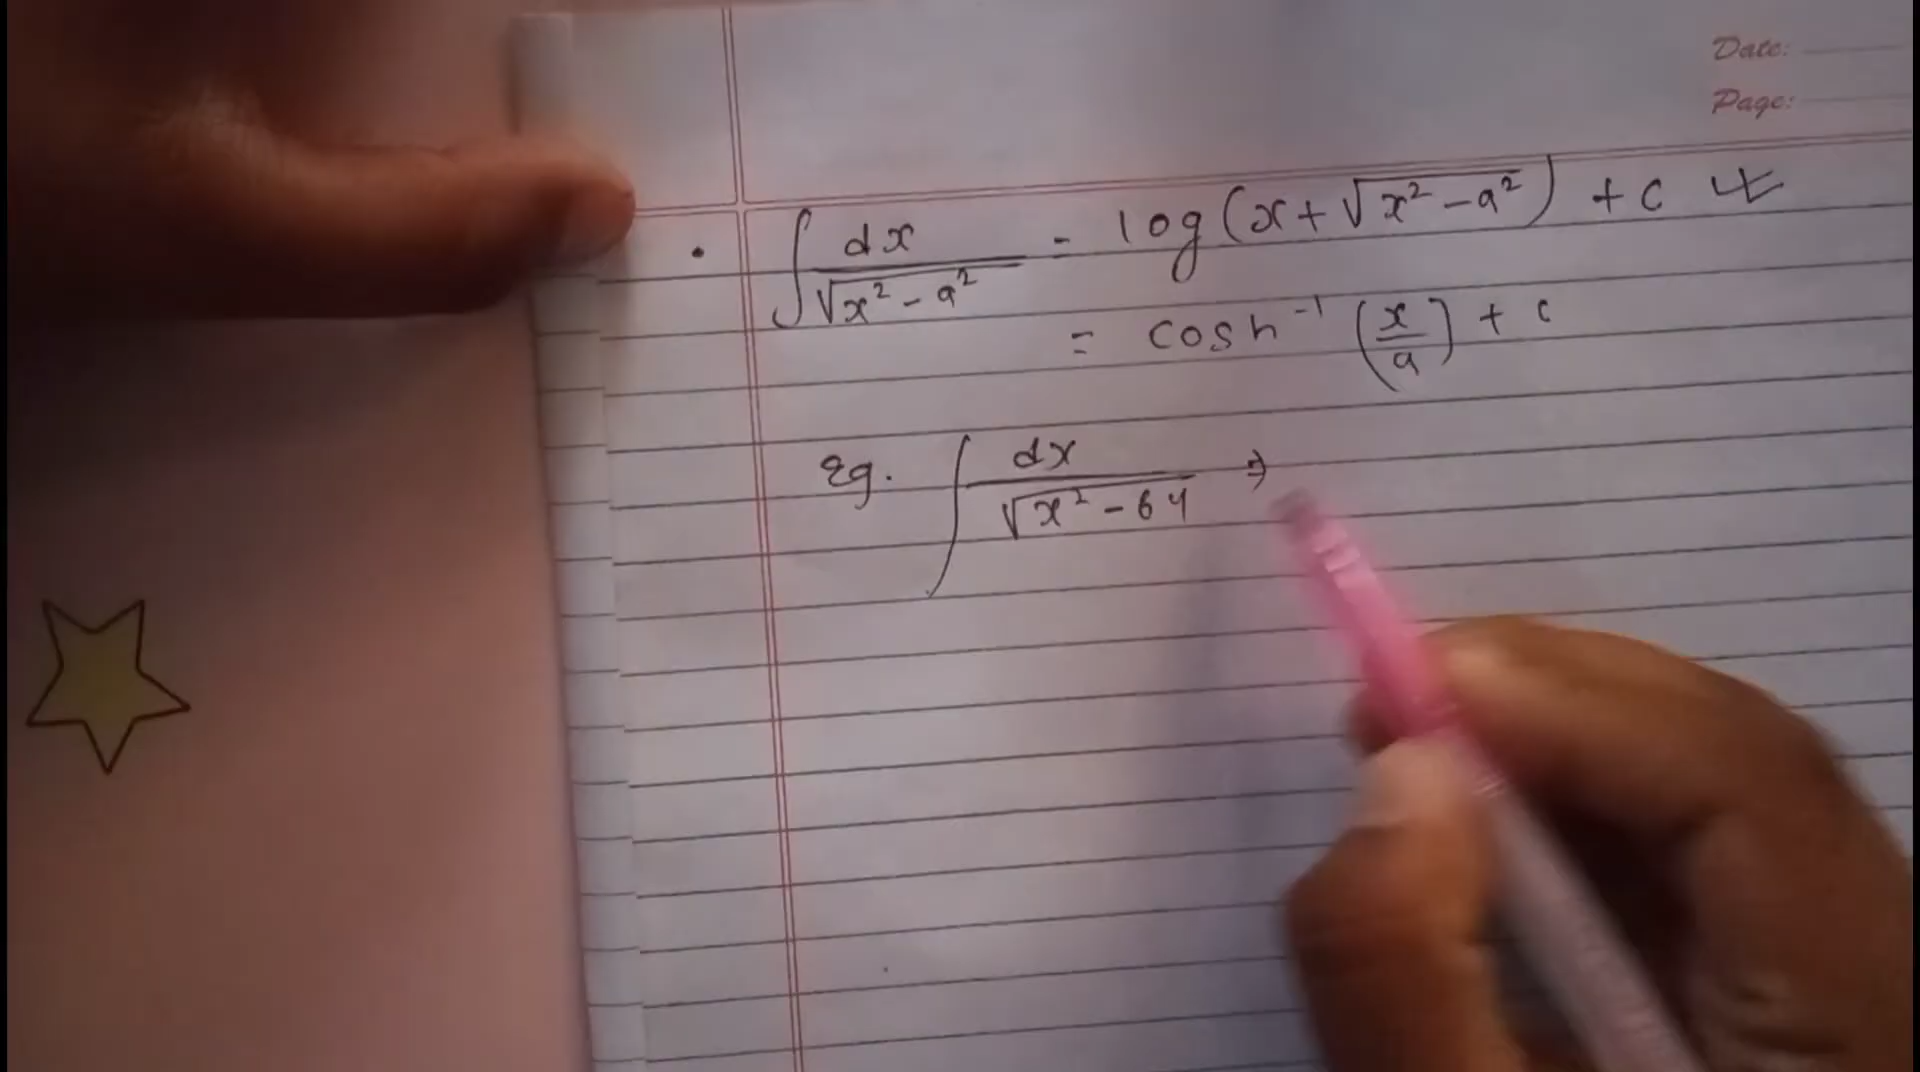 Date:
Page:
• ∫ dx / √x² - a² = log (x + √x² - a²) + c
= cosh⁻¹ (x/a) + c
Eg. ∫ dx / √x² - 64 ⇒